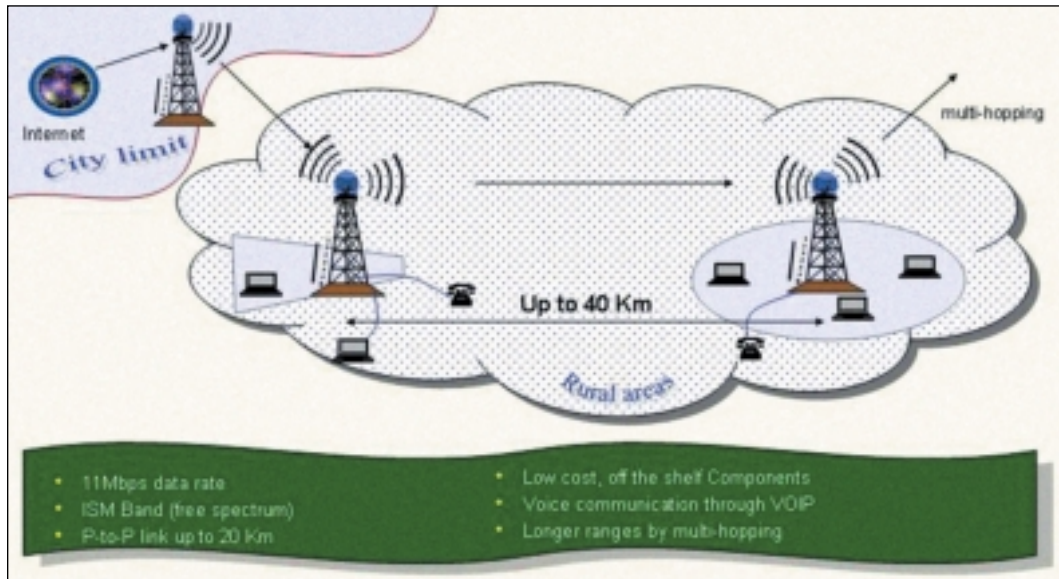 Internet
City limit
multi-hopping
Up to 40 Km
Rural areas
• 11Mbps data rate
• ISM Band (free spectrum)
• P-to-P link up to 20 Km
• Low cost, off the shelf Components
• Voice communication through VOIP
• Longer ranges by multi-hopping